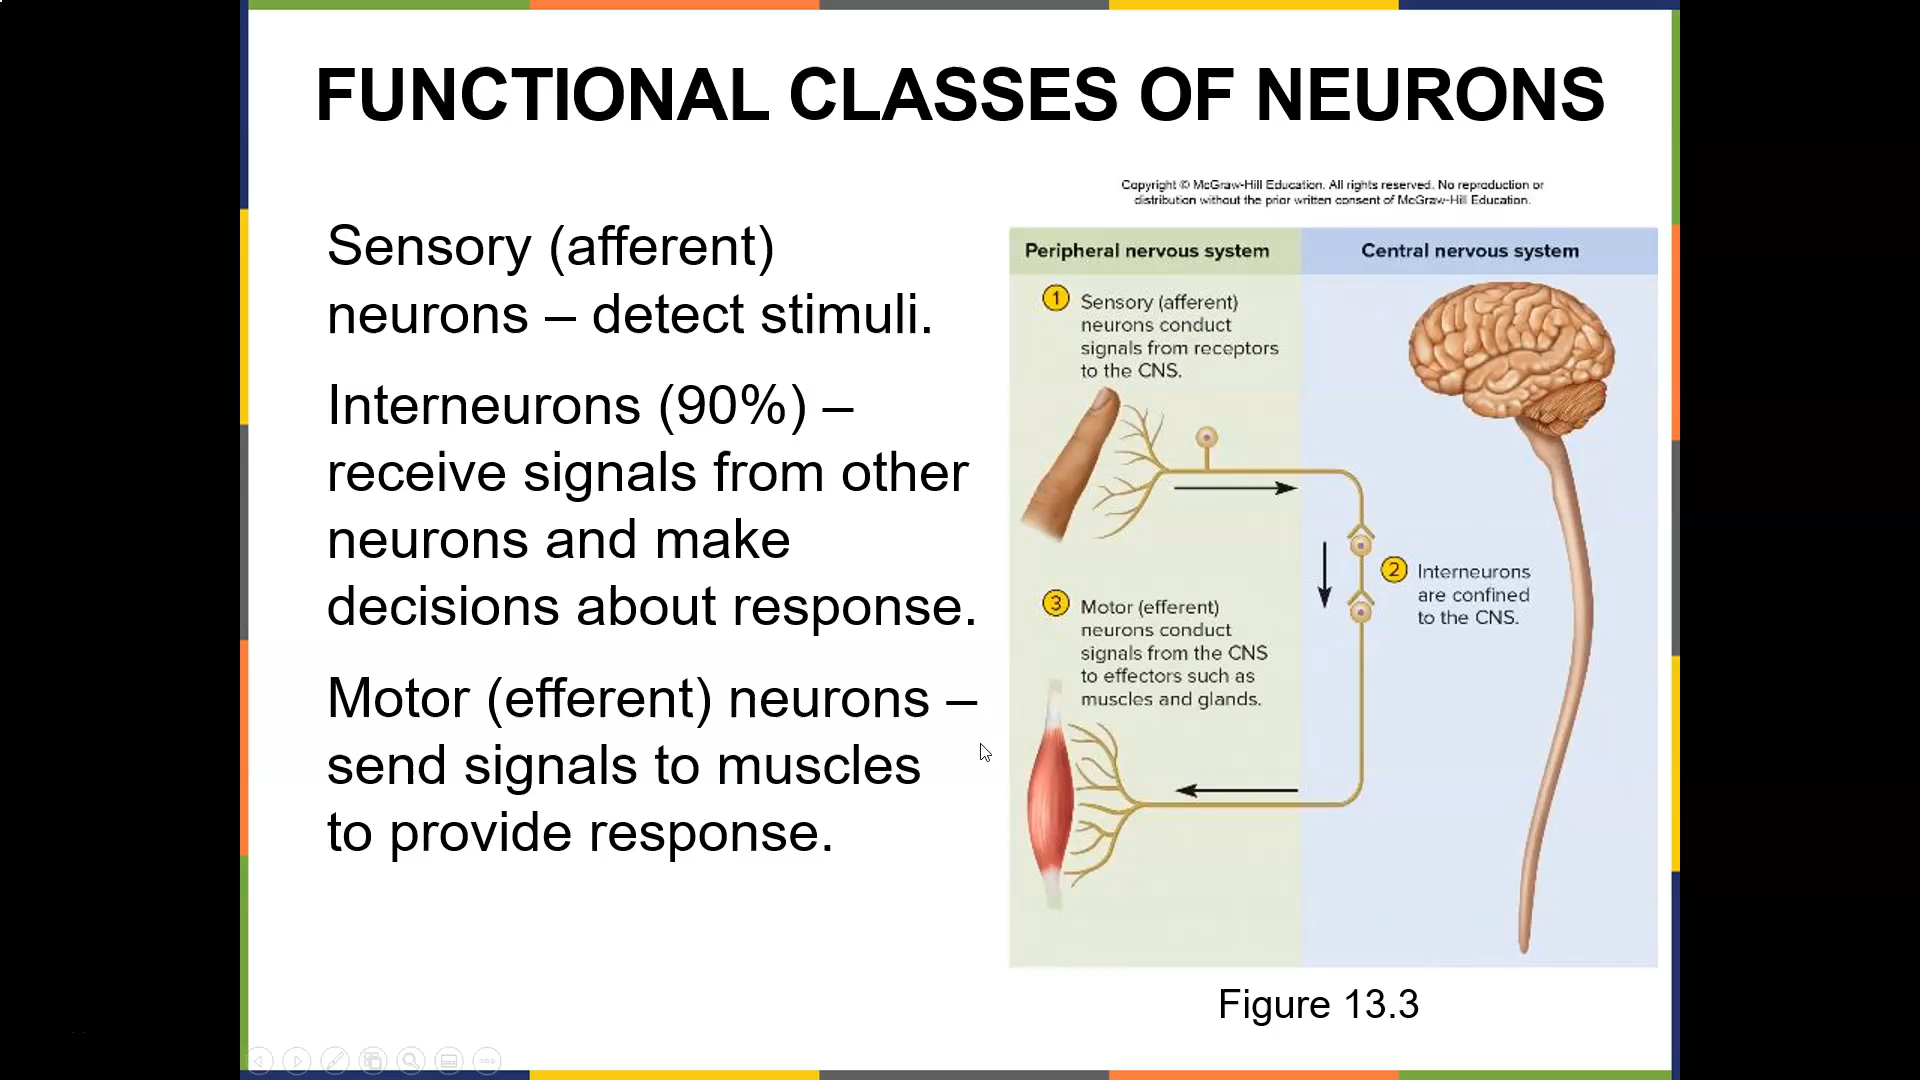 FUNCTIONAL CLASSES OF NEURONS
Sensory (afferent)
neurons – detect stimuli.
Interneurons (90%) –
receive signals from other
neurons and make
decisions about response.
Motor (efferent) neurons –
send signals to muscles
to provide response.
Copyright © McGraw-Hill Education. All rights reserved. No reproduction or
distribution without the prior written consent of McGraw-Hill Education.
Peripheral nervous system
Central nervous system
1
Sensory (afferent)
neurons conduct
signals from receptors
to the CNS.
2
Interneurons
are confined
to the CNS.
3
Motor (efferent)
neurons conduct
signals from the CNS
to effectors such as
muscles and glands.
Figure 13.3